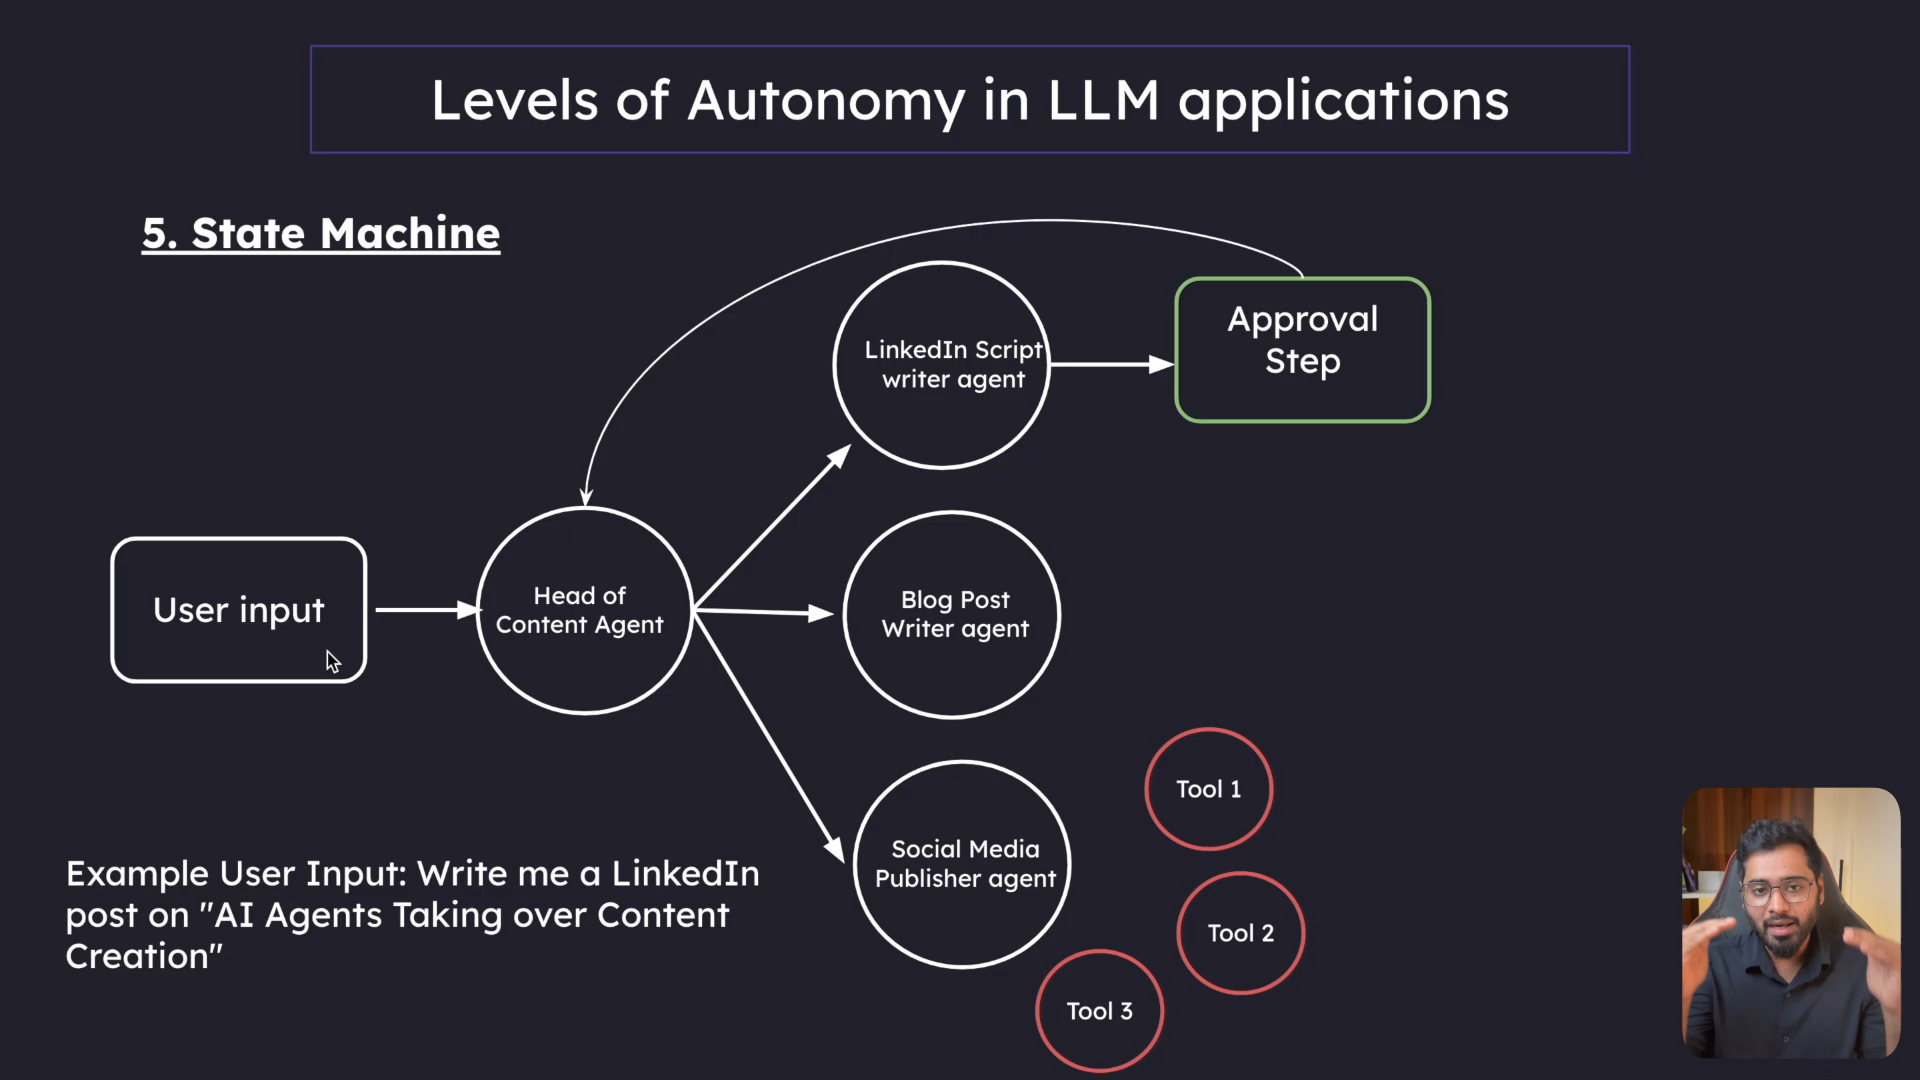 Levels of Autonomy in LLM applications
5. State Machine
LinkedIn Script
writer agent
Approval
Step
User input
Head of
Content Agent
Blog Post
Writer agent
Social Media
Publisher agent
Tool 1
Tool 2
Tool 3
Example User Input: Write me a LinkedIn
post on "AI Agents Taking over Content
Creation"